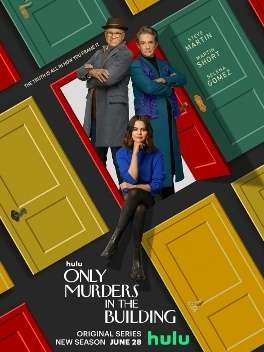 THE TRUTH IS ALL IN HOW YOU FRAME IT
STEVE
MARTIN
MARTIN
SHORT
SELENA
GOMEZ
hulu
ONLY
MURDERS
IN THE
BUILDING
ORIGINAL SERIES
NEW SEASON JUNE 28
hulu